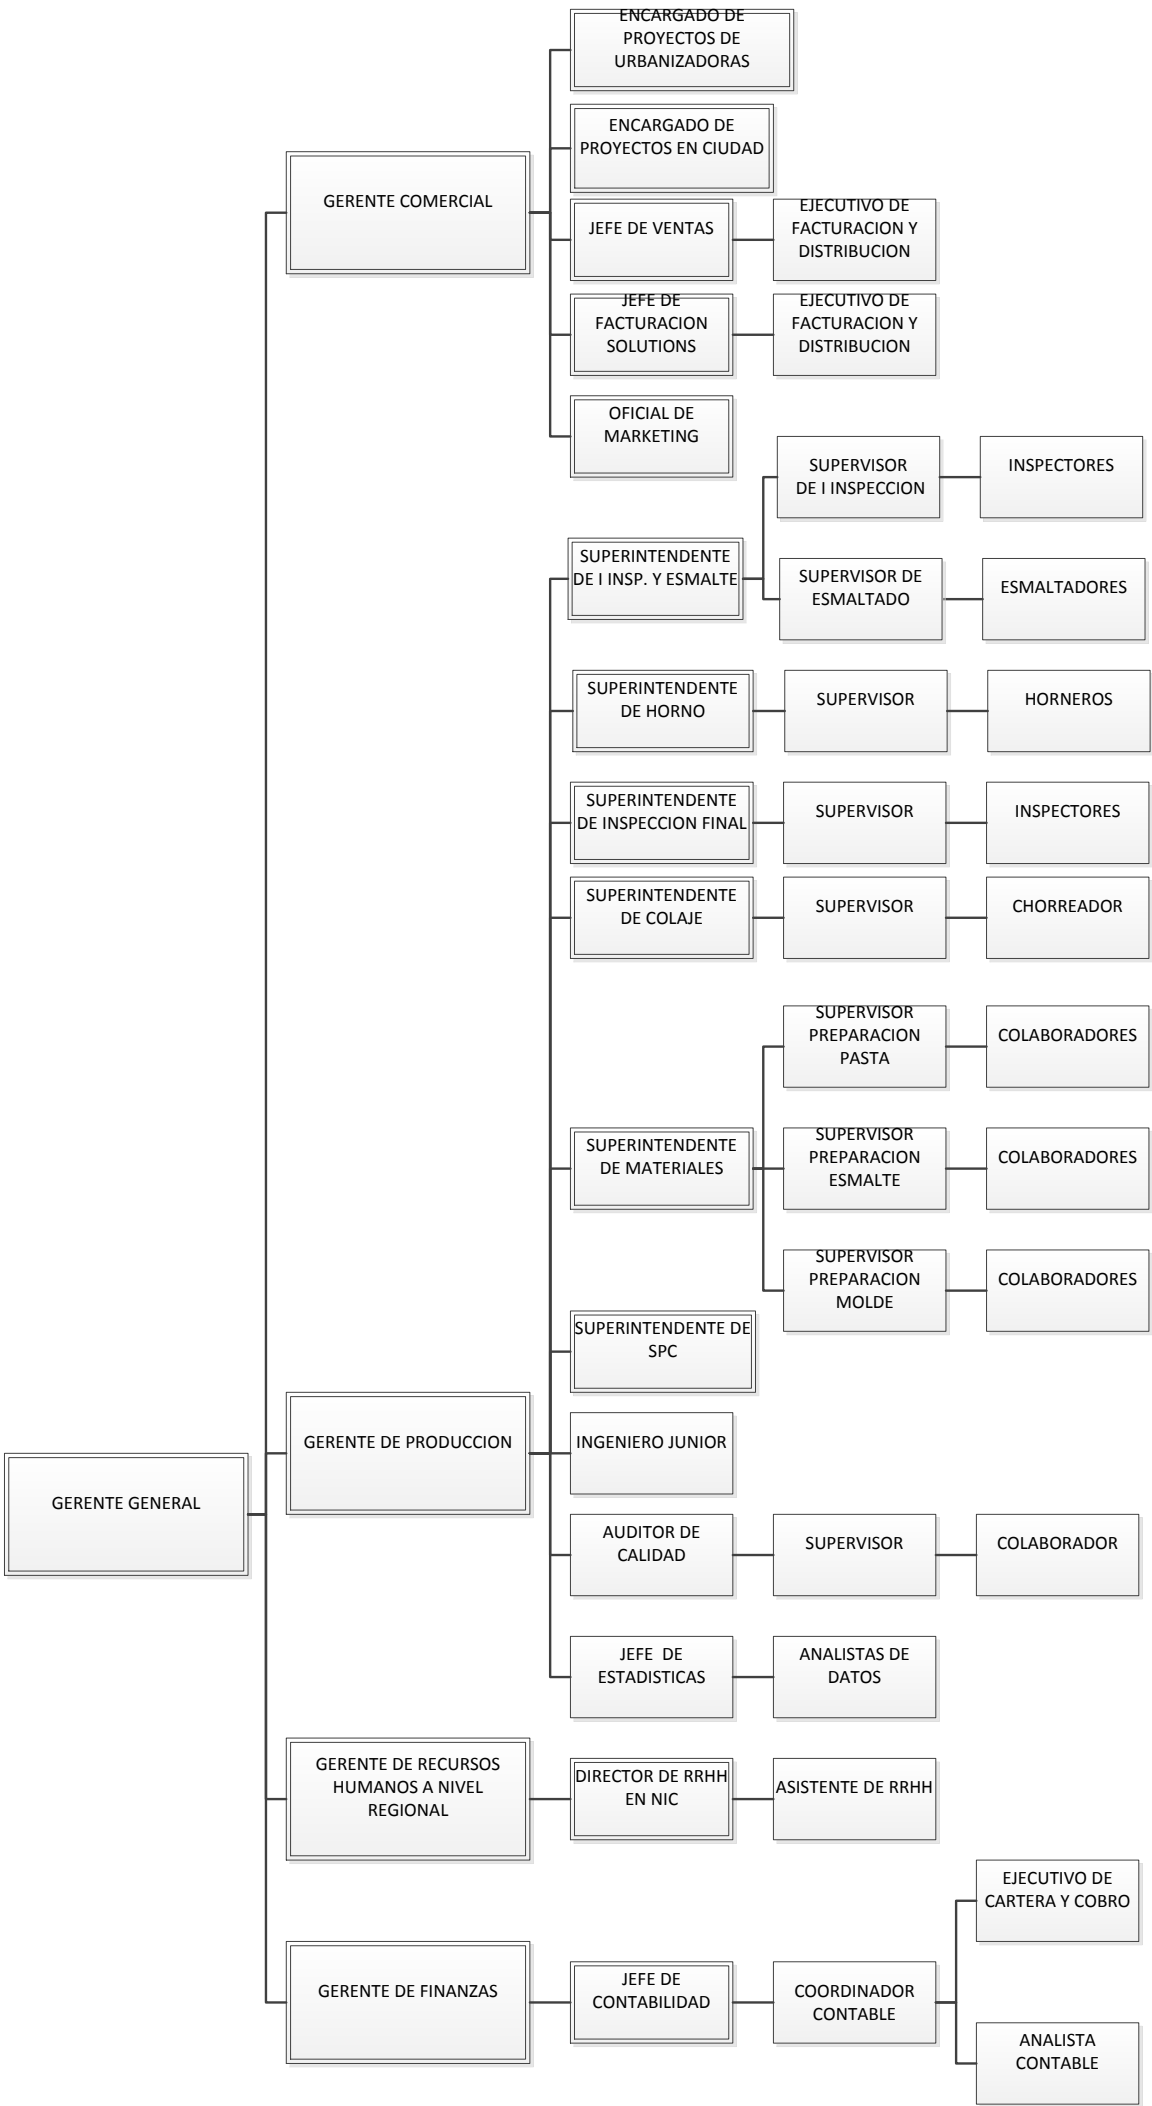 ENCARGADO DE
PROYECTOS DE
URBANIZADORAS
ENCARGADO DE
PROYECTOS EN CIUDAD
GERENTE COMERCIAL
JEFE DE VENTAS
EJECUTIVO DE
FACTURACION Y
DISTRIBUCION
JEFE DE
FACTURACION
SOLUTIONS
EJECUTIVO DE
FACTURACION Y
DISTRIBUCION
OFICIAL DE
MARKETING
SUPERINTENDENTE
DE I INSP. Y ESMALTE
SUPERVISOR
DE I INSPECCION
INSPECTORES
SUPERVISOR DE
ESMALTADO
ESMALTADORES
SUPERINTENDENTE
DE HORNO
SUPERVISOR
HORNEROS
SUPERINTENDENTE
DE INSPECCION FINAL
SUPERVISOR
INSPECTORES
SUPERINTENDENTE
DE COLAJE
SUPERVISOR
CHORREADOR
SUPERINTENDENTE
DE MATERIALES
SUPERVISOR
PREPARACION
PASTA
COLABORADORES
SUPERVISOR
PREPARACION
ESMALTE
COLABORADORES
SUPERVISOR
PREPARACION
MOLDE
COLABORADORES
SUPERINTENDENTE DE
SPC
GERENTE DE PRODUCCION
INGENIERO JUNIOR
GERENTE GENERAL
AUDITOR DE
CALIDAD
SUPERVISOR
COLABORADOR
JEFE  DE
ESTADISTICAS
ANALISTAS DE
DATOS
GERENTE DE RECURSOS
HUMANOS A NIVEL
REGIONAL
DIRECTOR DE RRHH
EN NIC
ASISTENTE DE RRHH
GERENTE DE FINANZAS
JEFE DE
CONTABILIDAD
COORDINADOR
CONTABLE
EJECUTIVO DE
CARTERA Y COBRO
ANALISTA
CONTABLE